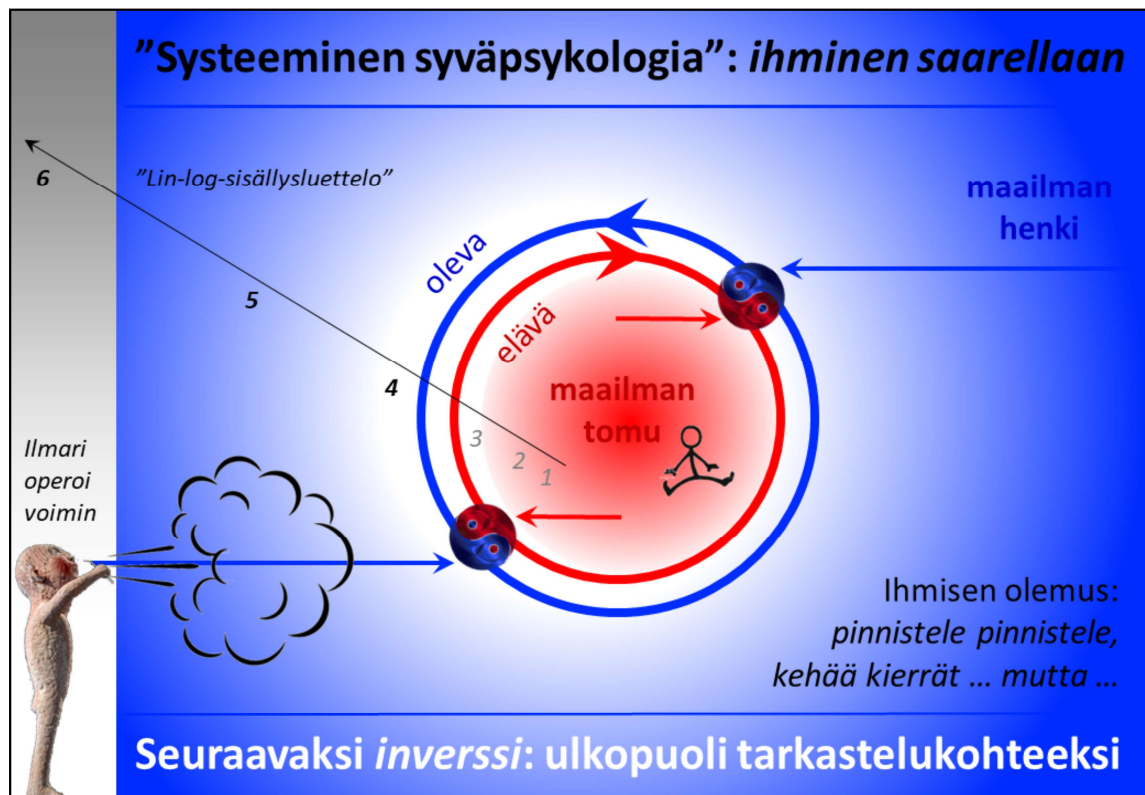 ”Systeeminen syväpsykologia”: ihminen saarellaan
6
”Lin-log-sisällysluettelo”
maailman
henki
oleva
5
elävä
4
maailman
tomu
3
2
1
Ilmari
operoi
voimin
Ihmisen olemus:
pinnistele pinnistele,
kehää kierrät ... mutta ...
Seuraavaksi inverssi: ulkopuoli tarkastelukohteeksi